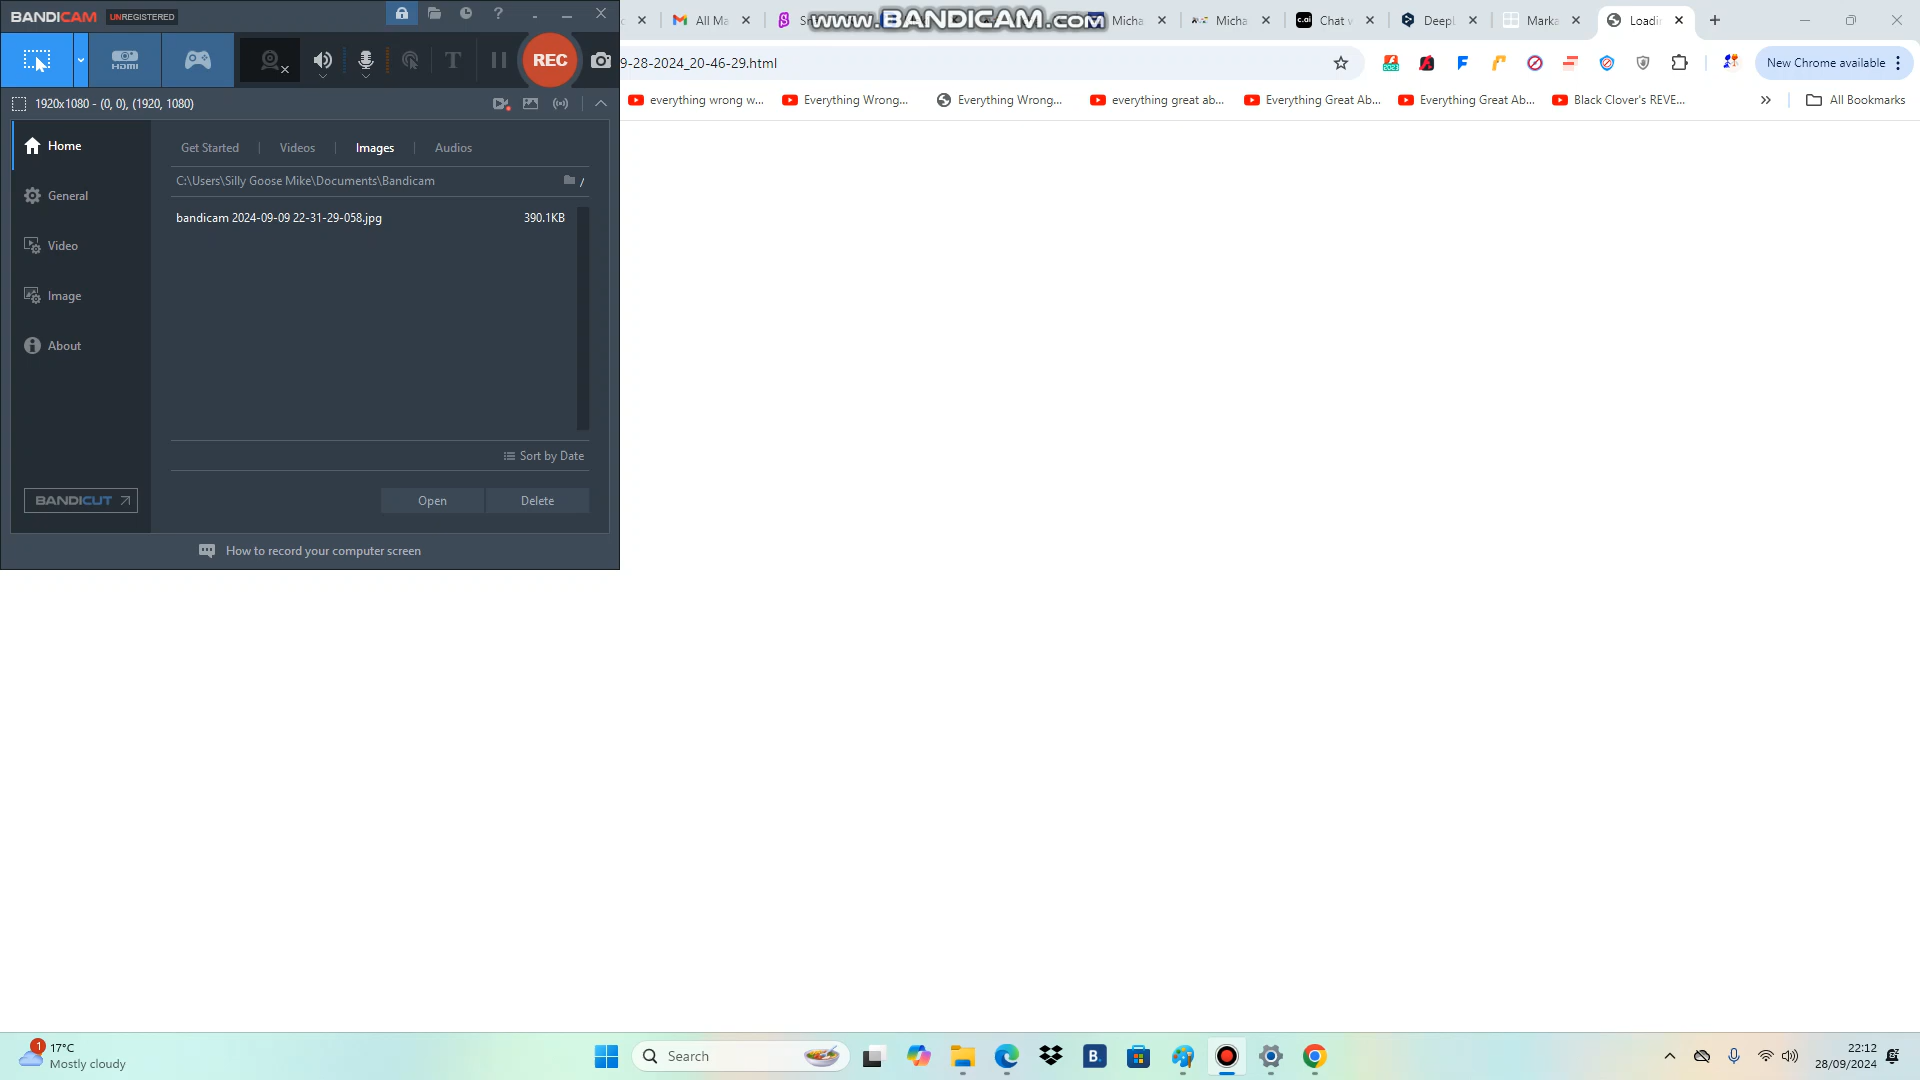 BANDICAM UNREGISTERED
HDMI
REC
1920x1080 - (0, 0), (1920, 1080)
Home
General
Video
Image
About
BANDICUT
Get Started
Videos
Images
Audios
C:\Users\Silly Goose Mike\Documents\Bandicam
/
bandicam 2024-09-09 22-31-29-058.jpg 390.1KB
Sort by Date
Open
Delete
How to record your computer screen
www.BANDICAM.com
All Ma
Micha
Micha
c.ai Chat w
Deepl
Marka
Loadin
9-28-2024_20-46-29.html
New Chrome available
everything wrong w...
Everything Wrong...
Everything Wrong...
everything great ab...
Everything Great Ab...
Everything Great Ab...
Black Clover's REVE...
All Bookmarks
1
17°C
Mostly cloudy
Search
B.
22:12
28/09/2024